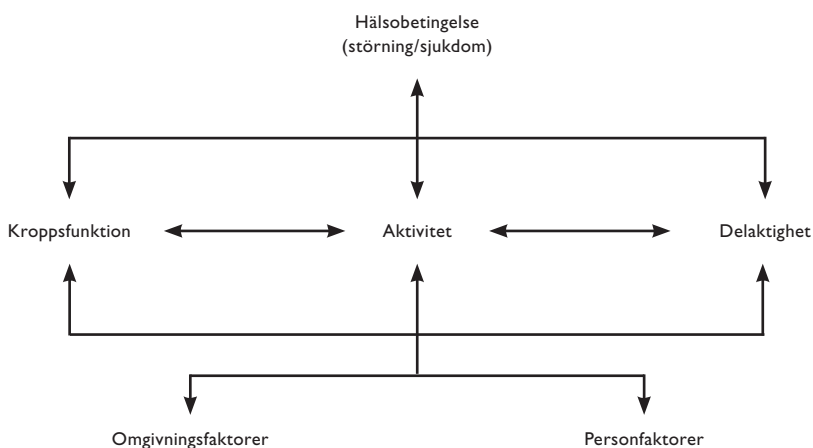 Hälsobetingelse
(störning/sjukdom)
Kroppsfunktion
Aktivitet
Delaktighet
Omgivningsfaktorer
Personfaktorer